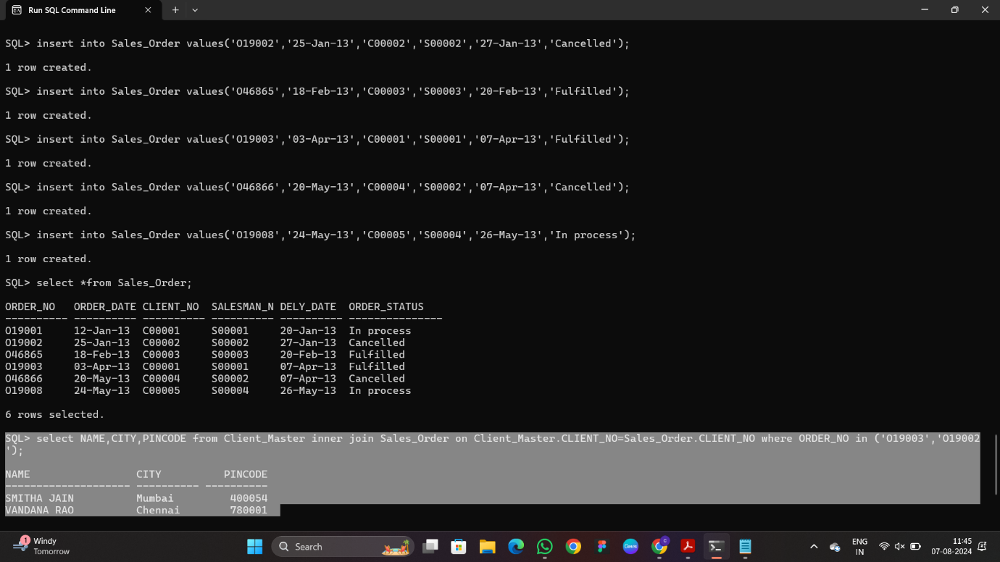 Run SQL Command Line
SQL> insert into Sales_Order values('O19002','25-Jan-13','C00002','S00002','27-Jan-13','Cancelled');
1 row created.
SQL> insert into Sales_Order values('O46865','18-Feb-13','C00003','S00003','20-Feb-13','Fulfilled');
1 row created.
SQL> insert into Sales_Order values('O19003','03-Apr-13','C00001','S00001','07-Apr-13','Fulfilled');
1 row created.
SQL> insert into Sales_Order values('O46866','20-May-13','C00004','S00002','07-Apr-13','Cancelled');
1 row created.
SQL> insert into Sales_Order values('O19008','24-May-13','C00005','S00004','26-May-13','In process');
1 row created.
SQL> select *from Sales_Order;
ORDER_NO   ORDER_DATE CLIENT_NO  SALESMAN_N DELY_DATE  ORDER_STATUS
---------- ---------- ---------- ---------- ---------- ---------------
O19001     12-Jan-13  C00001     S00001     20-Jan-13  In process
O19002     25-Jan-13  C00002     S00002     27-Jan-13  Cancelled
O46865     18-Feb-13  C00003     S00003     20-Feb-13  Fulfilled
O19003     03-Apr-13  C00001     S00001     07-Apr-13  Fulfilled
O46866     20-May-13  C00004     S00002     07-Apr-13  Cancelled
O19008     24-May-13  C00005     S00004     26-May-13  In process
6 rows selected.
SQL> select NAME,CITY,PINCODE from Client_Master inner join Sales_Order on Client_Master.CLIENT_NO=Sales_Order.CLIENT_NO where ORDER_NO in ('O19003','O19002
');
NAME                 CITY          PINCODE
-------------------- ---------- ----------
SMITHA JAIN          Mumbai         400054
VANDANA RAO          Chennai        780001
1
Windy
Tomorrow
Search
Canva
C
ENG
IN
11:45
07-08-2024